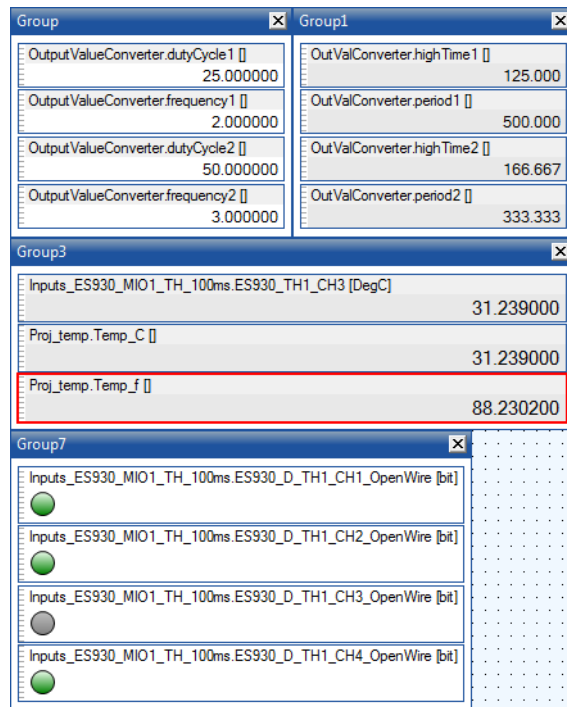 Group
OutputValueConverter.dutyCycle1 []
25.000000
OutputValueConverter.frequency1 []
2.000000
OutputValueConverter.dutyCycle2 []
50.000000
OutputValueConverter.frequency2 []
3.000000
Group1
OutValConverter.highTime1 []
125.000
OutValConverter.period1 []
500.000
OutValConverter.highTime2 []
166.667
OutValConverter.period2 []
333.333
Group3
Inputs_ES930_MIO1_TH_100ms.ES930_TH1_CH3 [DegC]
31.239000
Proj_temp.Temp_C []
31.239000
Proj_temp.Temp_f []
88.230200
Group7
Inputs_ES930_MIO1_TH_100ms.ES930_D_TH1_CH1_OpenWire [bit]
Inputs_ES930_MIO1_TH_100ms.ES930_D_TH1_CH2_OpenWire [bit]
Inputs_ES930_MIO1_TH_100ms.ES930_D_TH1_CH3_OpenWire [bit]
Inputs_ES930_MIO1_TH_100ms.ES930_D_TH1_CH4_OpenWire [bit]